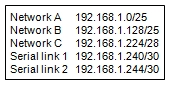 Network A 192.168.1.0/25
Network B 192.168.1.128/25
Network C 192.168.1.224/28
Serial link 1 192.168.1.240/30
Serial link 2 192.168.1.244/30